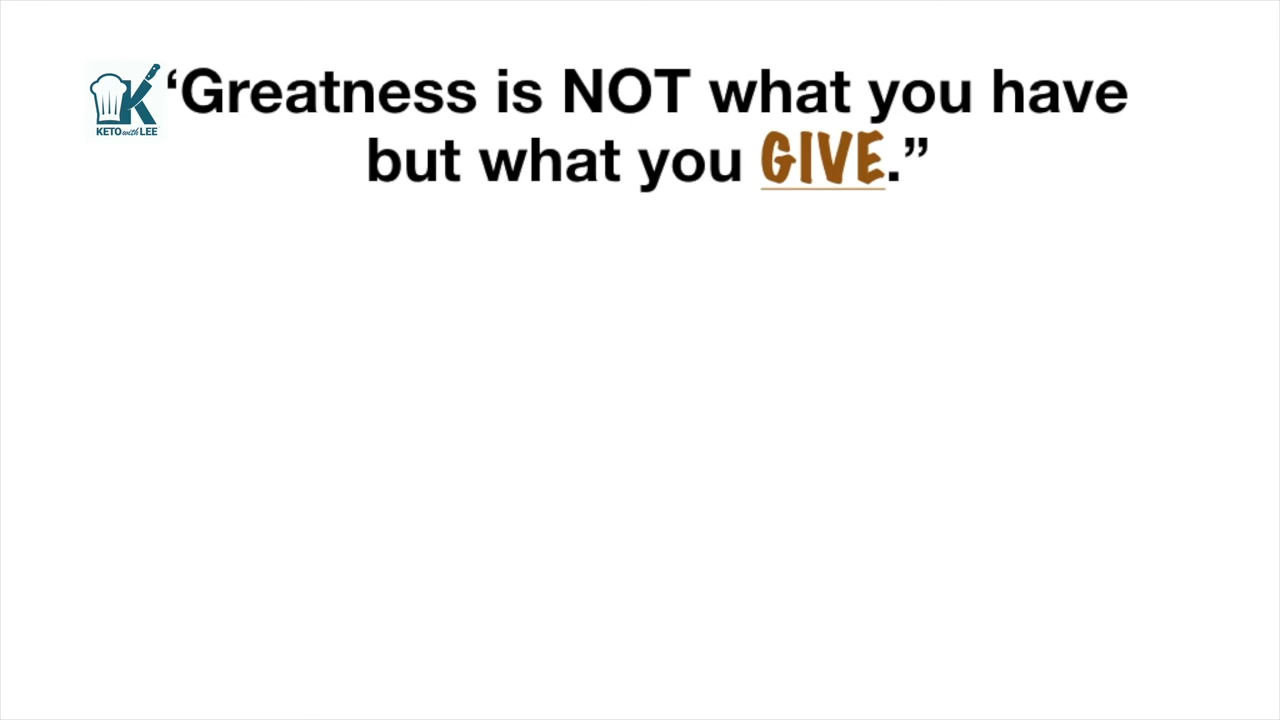 ‘Greatness is NOT what you have
but what you GIVE.”
KETO with LEE